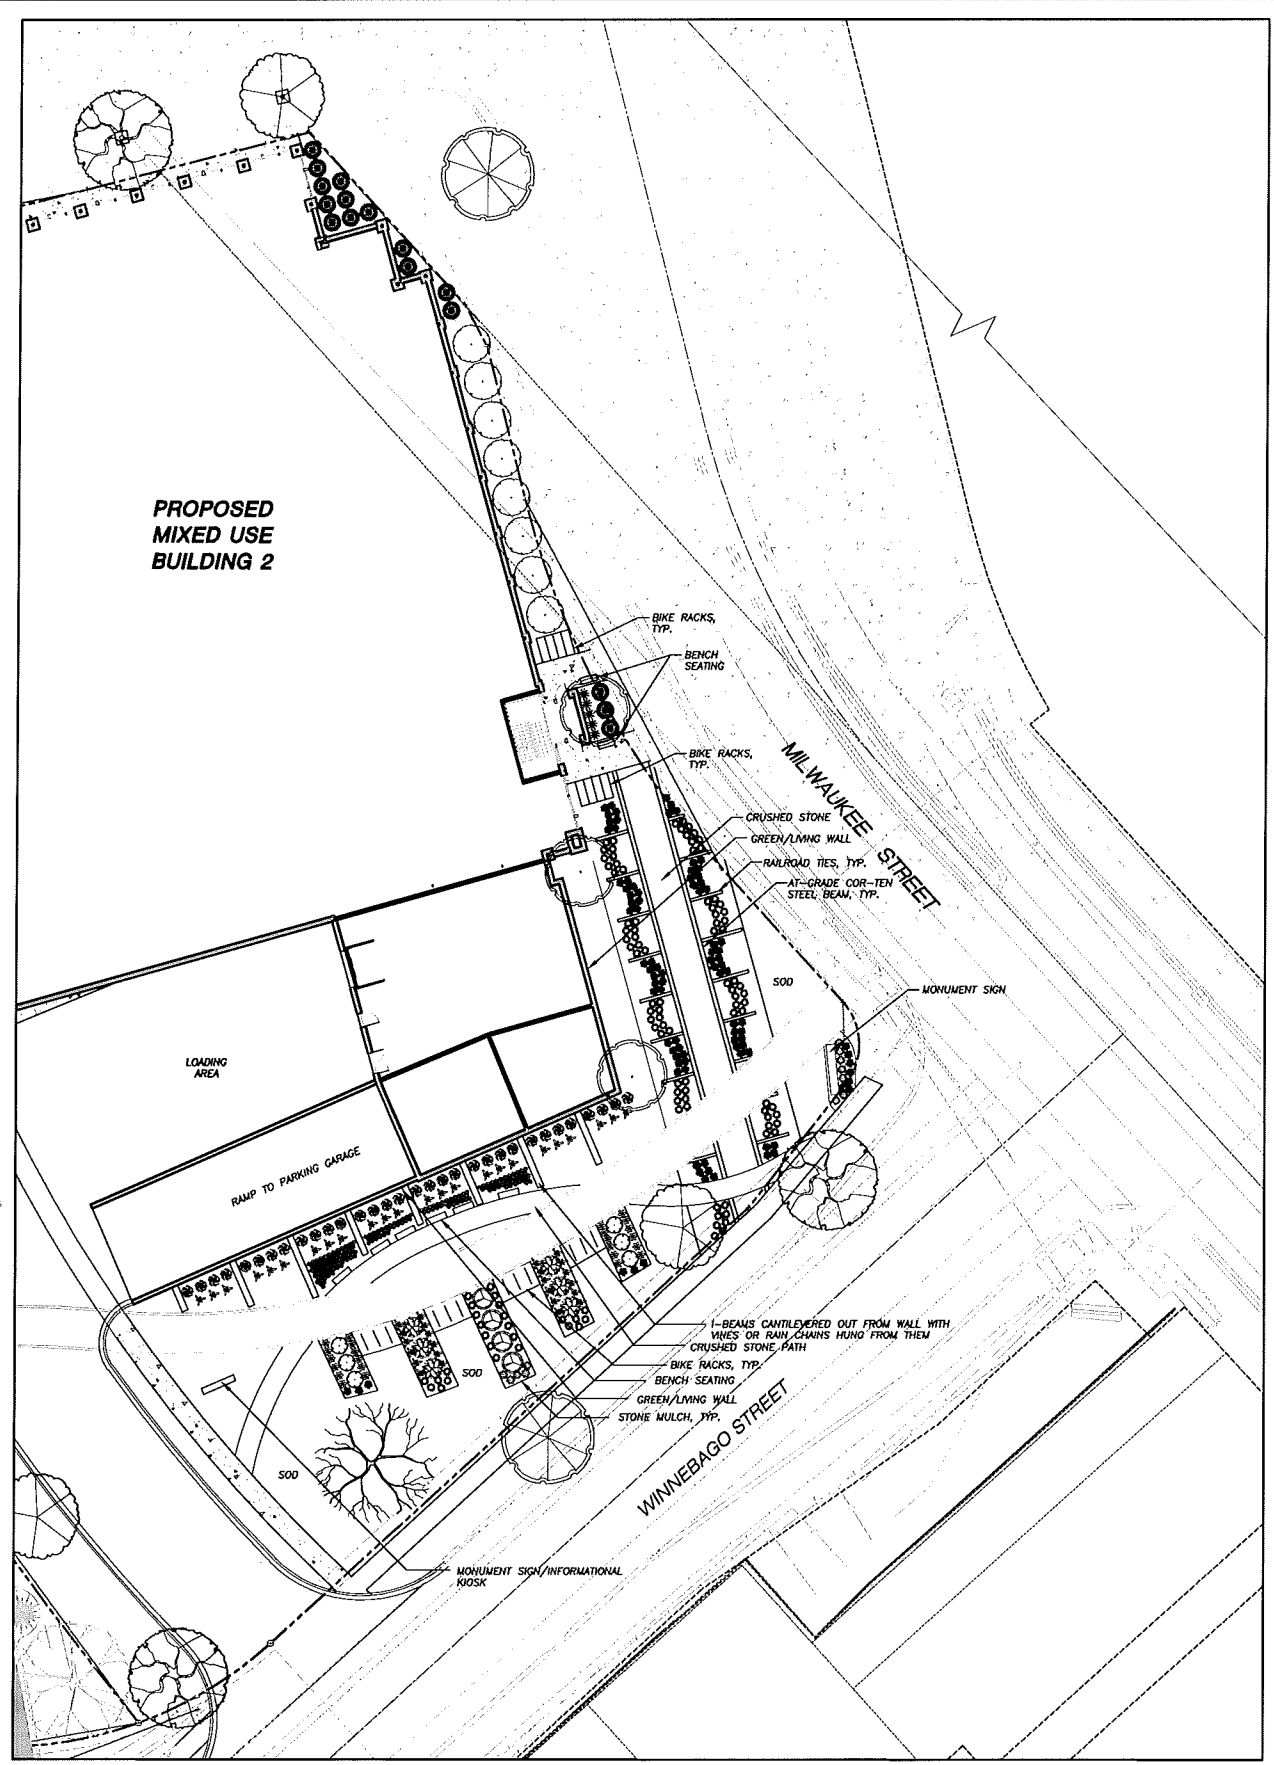 PROPOSED
MIXED USE
BUILDING 2
BIKE RACKS,
TYP.
BENCH
SEATING
BIKE RACKS,
TYP.
MILWAUKEE STREET
CRUSHED STONE
GREEN/LIVING WALL
RAILROAD TIES, TYP.
AT-GRADE COR-TEN
STEEL BEAM, TYP.
SOD
MONUMENT SIGN
LOADING
AREA
RAMP TO PARKING GARAGE
I-BEAMS CANTILEVERED OUT FROM WALL WITH
VINES OR RAIN CHAINS HUNG FROM THEM
CRUSHED STONE PATH
BIKE RACKS, TYP.
BENCH SEATING
GREEN/LIVING WALL
STONE MULCH, TYP.
SOD
SOD
WINNEBAGO STREET
MONUMENT SIGN/INFORMATIONAL
KIOSK